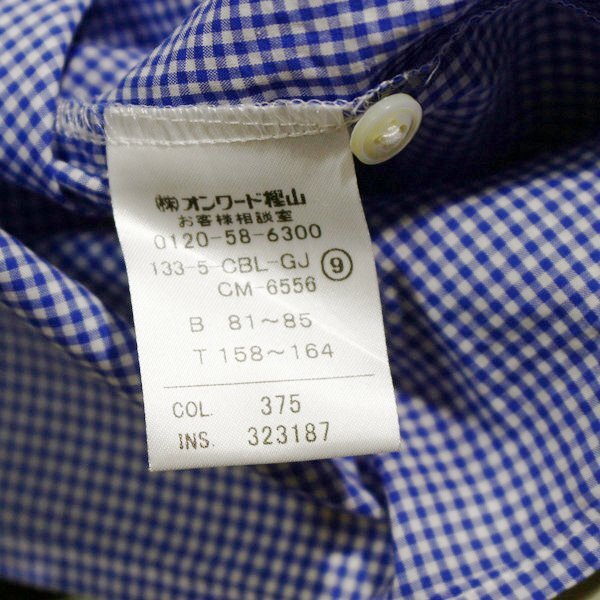 ㈱オンワード樫山
お客様相談室
0120-58-6300
133-5-CBL-GJ ⑨
CM-6556
B 81～85
T 158～164
COL. 375
INS. 323187